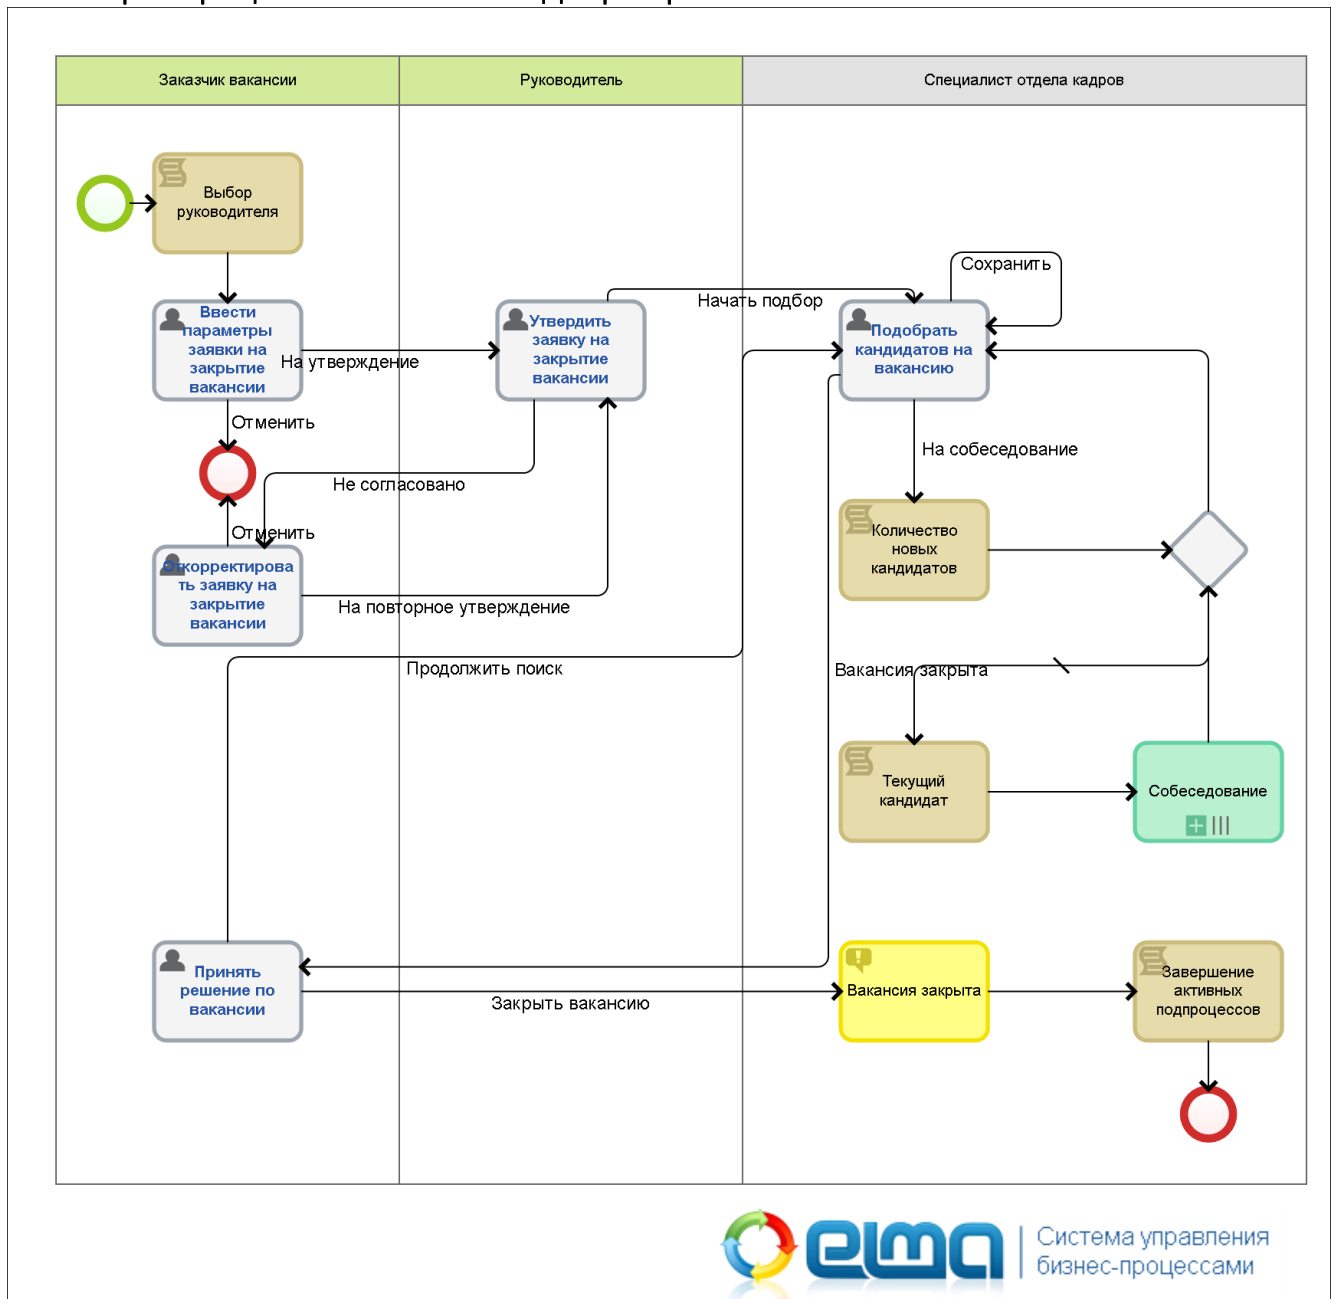 Заказчик вакансии
Руководитель
Специалист отдела кадров
Выбор
руководителя
Сохранить
Начать подбор
Ввести
параметры
заявки на
закрытие
вакансии
На утверждение
Утвердить
заявку на
закрытие
вакансии
Подобрать
кандидатов на
вакансию
Отменить
На собеседование
Не согласовано
Отменить
Количество
новых
кандидатов
Откорректирова
ть заявку на
закрытие
вакансии
На повторное утверждение
Продолжить поиск
Вакансия закрыта
Текущий
кандидат
Собеседование
Принять
решение по
вакансии
Закрыть вакансию
Вакансия закрыта
Завершение
активных
подпроцессов
elma
Система управления
бизнес-процессами